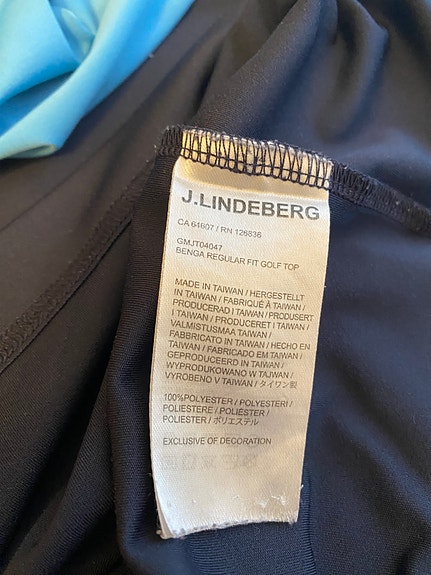 J.LINDEBERG
CA 64607 / RN 126836
GMJT04047
BENGA REGULAR FIT GOLF TOP
MADE IN TAIWAN / HERGESTELLT
IN TAIWAN / FABRIQUÉ À TAIWAN /
PRODUCERAD I TAIWAN / PRODUSERT
I TAIWAN / PRODUCERET I TAIWAN /
VALMISTUSMAA TAIWAN /
FABBRICATO IN TAIWAN / HECHO EN
TAIWAN / FABRICADO EM TAIWAN /
GEPRODUCEERD IN TAIWAN /
WYPRODUKOWANO W TAJWAN /
VYROBENO V TAIWAN / タイワン製
100%POLYESTER / POLYESTERI /
POLIESTERE / POLIÉSTER /
POLIESTER / ポリエステル
EXCLUSIVE OF DECORATION